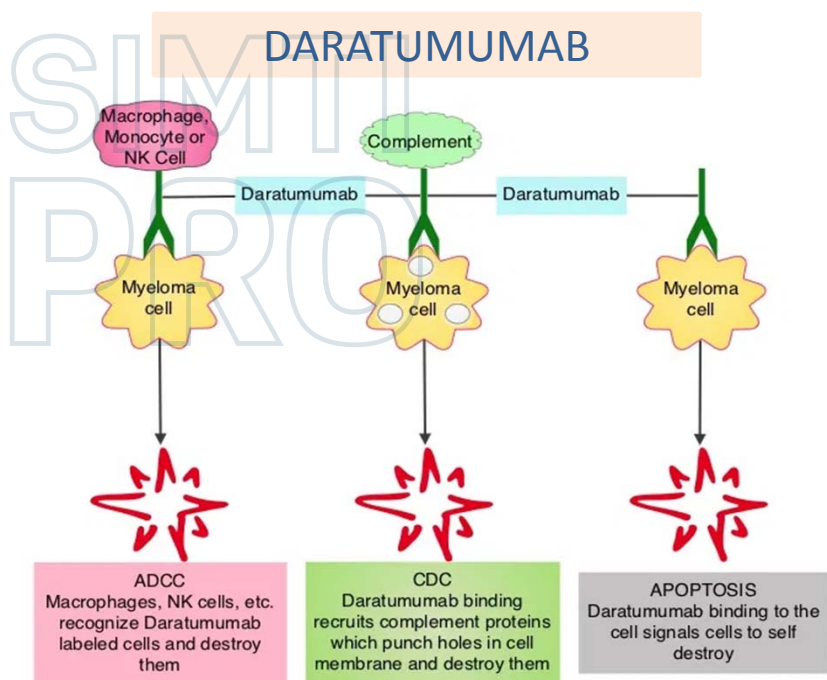 DARATUMUMAB
SIMTI
PRO
Macrophage,
Monocyte or
NK Cell
Complement
Daratumumab
Daratumumab
Myeloma
cell
Myeloma
cell
Myeloma
cell
ADCC
Macrophages, NK cells, etc.
recognize Daratumumab
labeled cells and destroy
them
CDC
Daratumumab binding
recruits complement proteins
which punch holes in cell
membrane and destroy them
APOPTOSIS
Daratumumab binding to the
cell signals cells to self
destroy